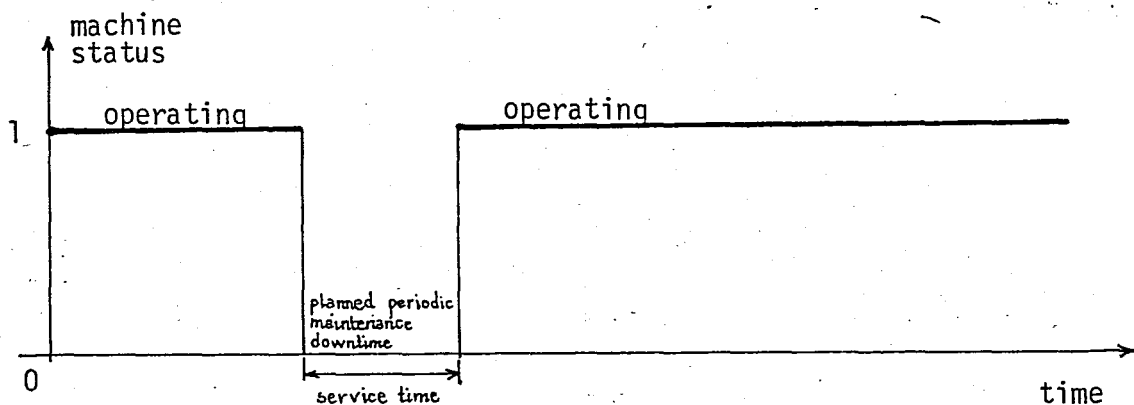 machine
status
operating
operating
1
planned periodic
maintenance
downtime
0
service time
time